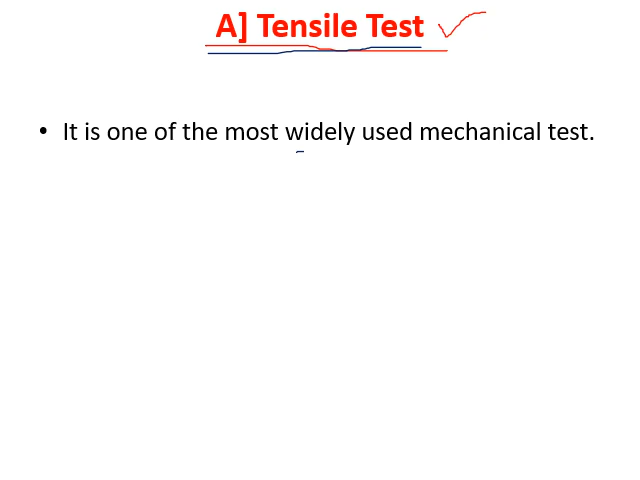 A] Tensile Test
• It is one of the most widely used mechanical test.